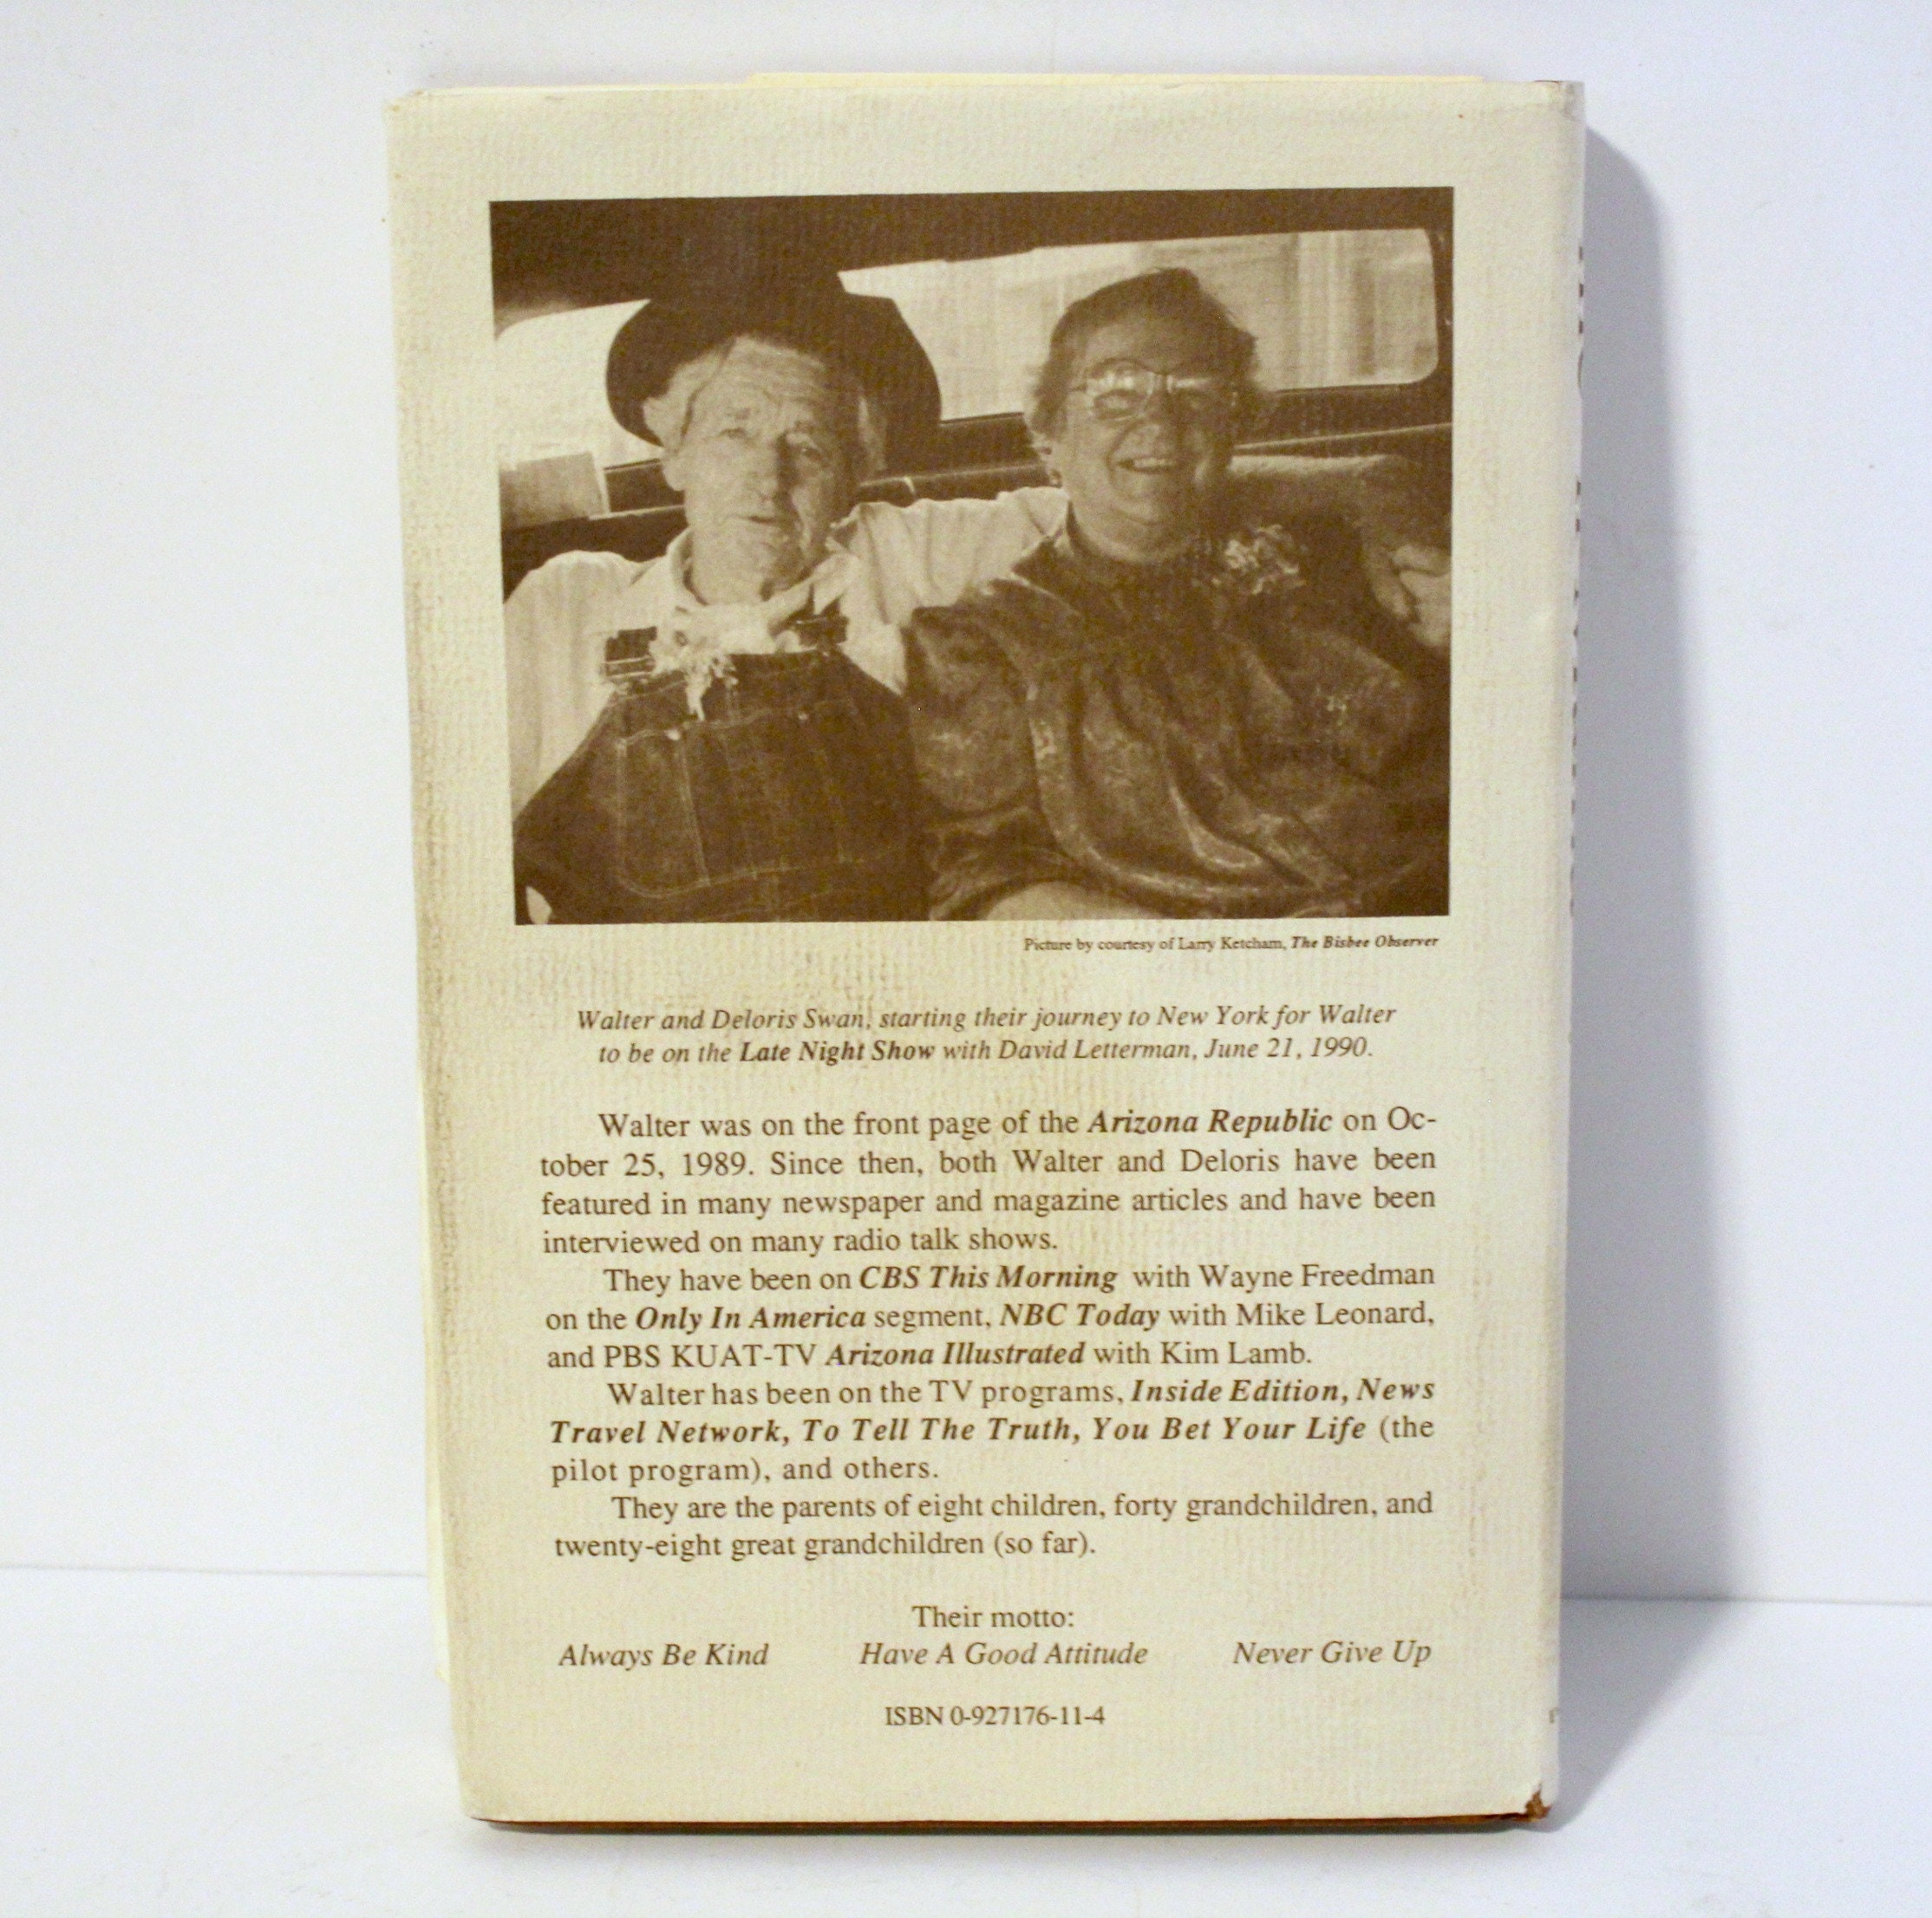 Picture by courtesy of Larry Ketcham, The Bisbee Observer
Walter and Deloris Swan, starting their journey to New York for Walter
to be on the Late Night Show with David Letterman, June 21, 1990.
Walter was on the front page of the Arizona Republic on Oc-
tober 25, 1989. Since then, both Walter and Deloris have been
featured in many newspaper and magazine articles and have been
interviewed on many radio talk shows.
They have been on CBS This Morning with Wayne Freedman
on the Only In America segment, NBC Today with Mike Leonard,
and PBS KUAT-TV Arizona Illustrated with Kim Lamb.
Walter has been on the TV programs, Inside Edition, News
Travel Network, To Tell The Truth, You Bet Your Life (the
pilot program), and others.
They are the parents of eight children, forty grandchildren, and
twenty-eight great grandchildren (so far).
Their motto:
Always Be Kind Have A Good Attitude Never Give Up
ISBN 0-927176-11-4